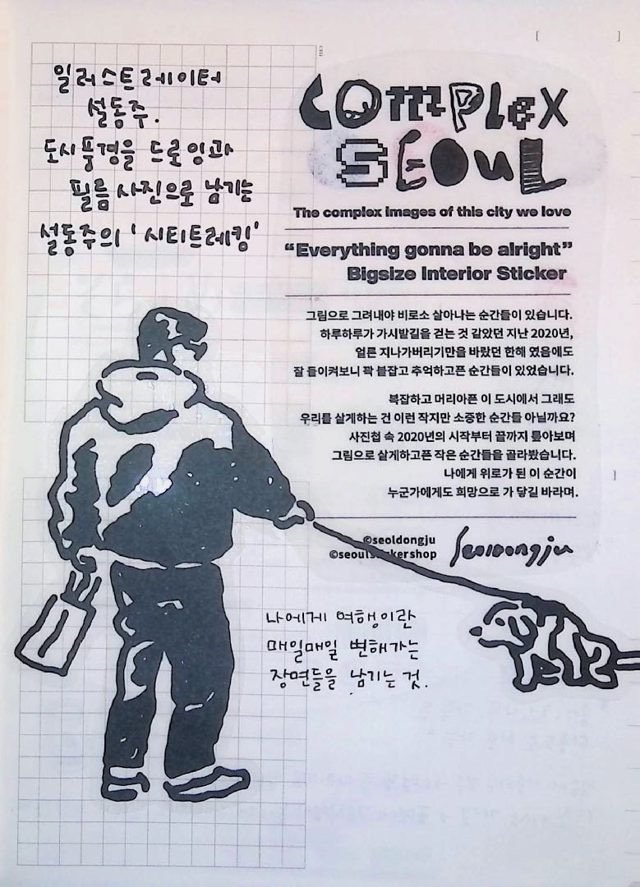 일러스트레이터
설동주.
도시풍경을 드로잉과
필름 사진으로 남기는
설동주의 '시티트레킹'
COmPLeX
SEOuL
The complex images of this city we love
“Everything gonna be alright”
Bigsize Interior Sticker
그림으로 그려내야 비로소 살아나는 순간들이 있습니다.
하루하루가 가시밭길을 걷는 것 같았던 지난 2020년,
얼른 지나가버리기만을 바랐던 한해 였음에도
잘 돌이켜보니 꽉 붙잡고 추억하고픈 순간들이 있었습니다.
복잡하고 머리아픈 이 도시에서 그래도
우리를 살게하는 건 이런 작지만 소중한 순간들 아닐까요?
사진첩 속 2020년의 시작부터 끝까지 훑아보며
그림으로 살게하고픈 작은 순간들을 골라봤습니다.
나에게 위로가 된 이 순간이
누군가에게도 희망으로 가 닿길 바라며.
©seoldongju
©seoulstickershop
Seoldongju
나에게 여행이란
매일매일 변해가는
장면들을 남기는 것.